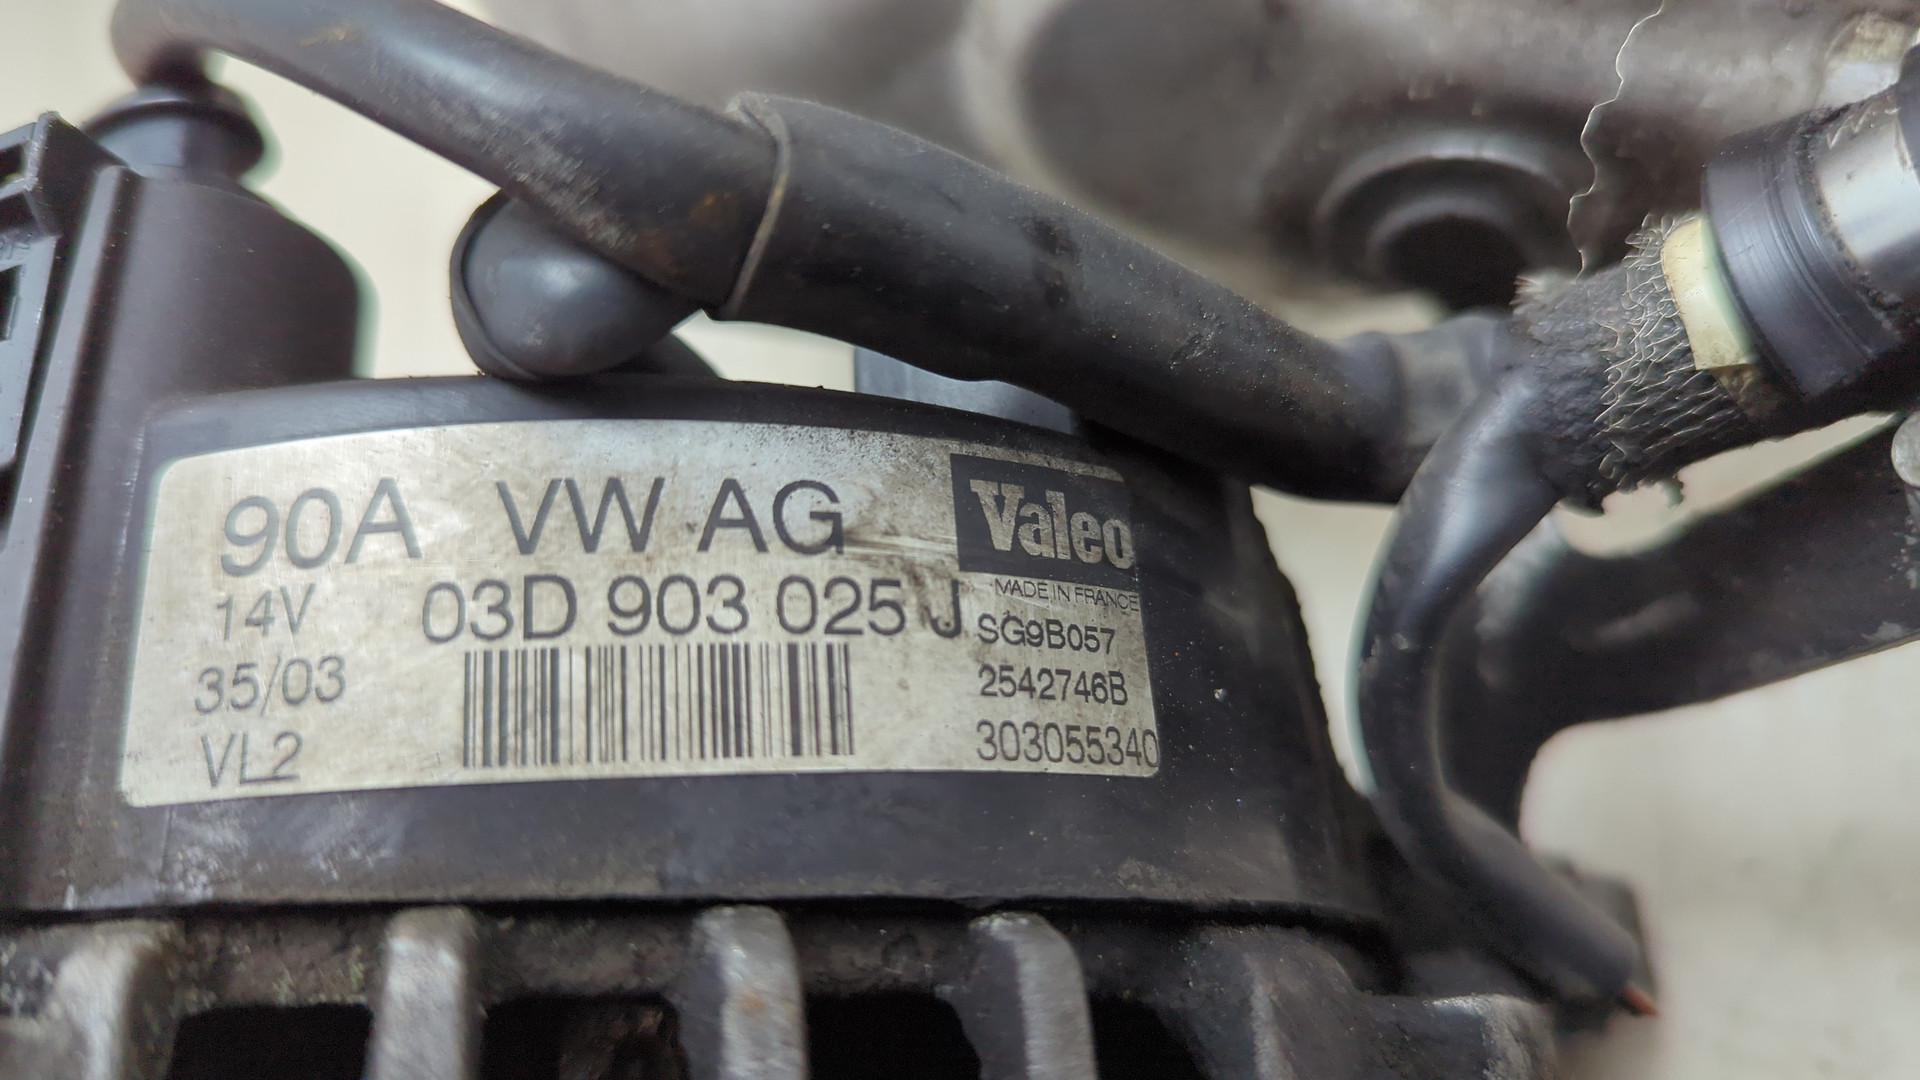 90A VW AG
14V 03D 903 025 J
35/03
VL2
Valeo
MADE IN FRANCE
SG9B057
2542746B
303055340